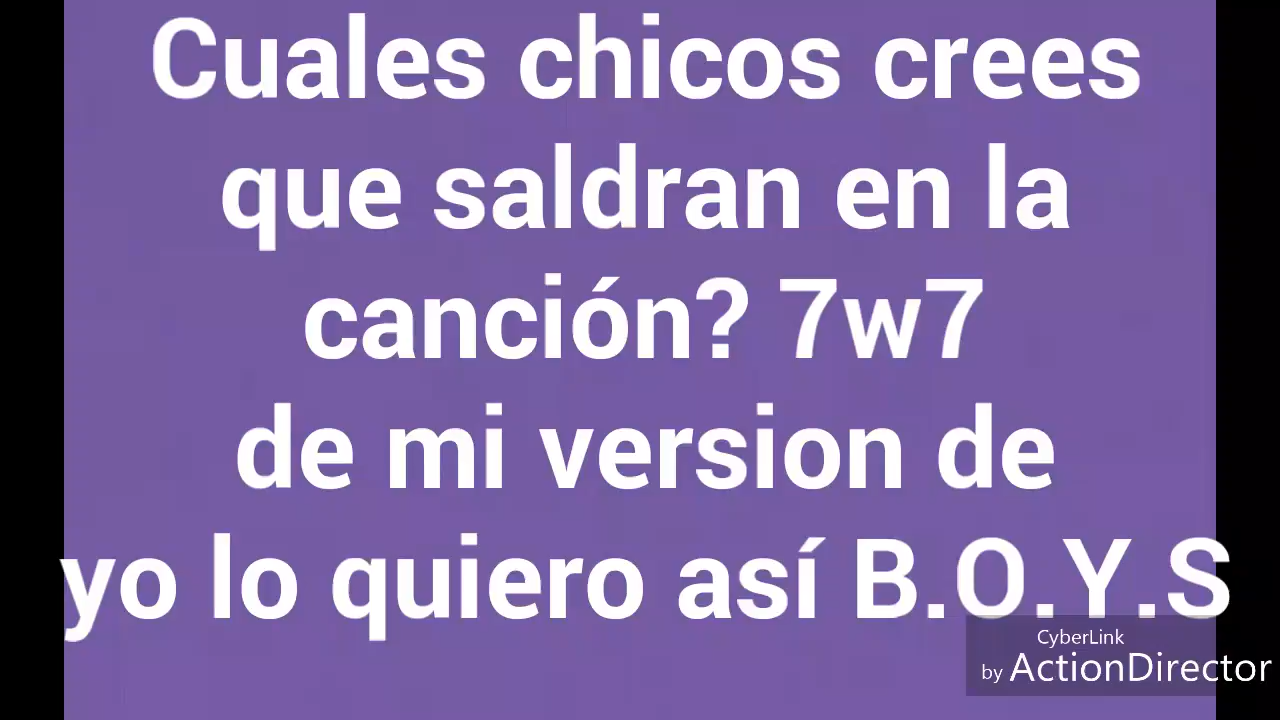 Cuales chicos crees
que saldran en la
canción? 7w7
de mi version de
yo lo quiero así B.O.Y.S
CyberLink
by ActionDirector